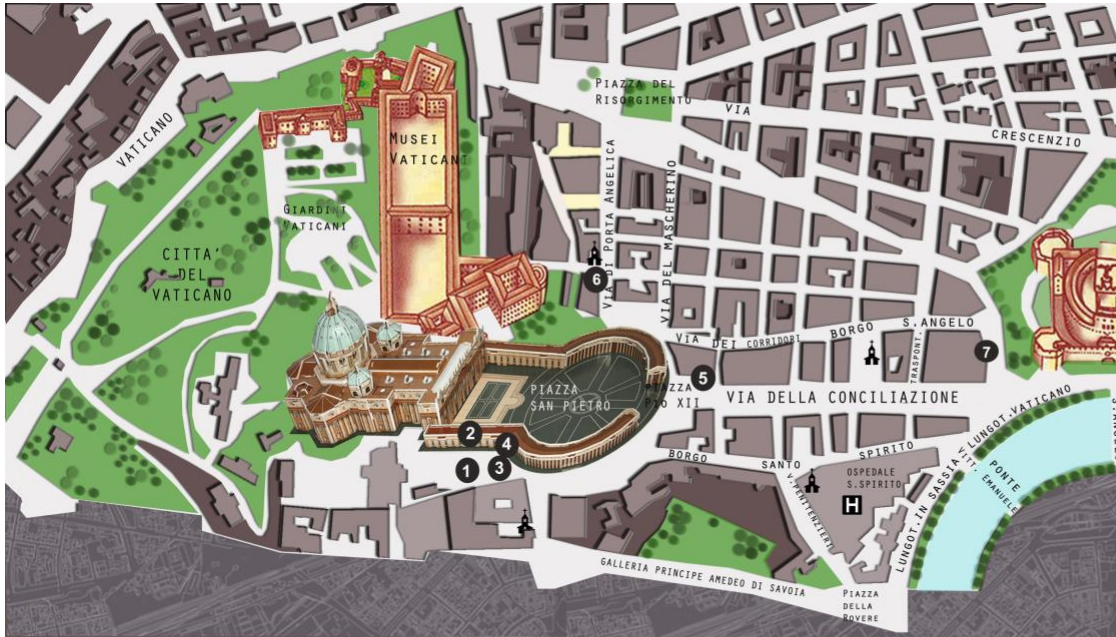 PIAZZA DEL
RISORGIMENTO
VIA
CRESCENZIO
VATICANO
MUSEI
VATICANI
GIARDINI
VATICANI
CITTA'
DEL
VATICANO
VIA DI PORTA ANGELICA
VIA DEL MASCHERINO
6
VIA DEI CORRIDORI
BORGO
S. ANGELO
TRASPONT.
7
5
PIAZZA
PIO XII
PIAZZA
SAN PIETRO
VIA DELLA CONCILIAZIONE
2
4
1
3
BORGO
SANTO
SPIRITO
OSPEDALE
S.SPIRITO
H
V.PENITENZIERI
LUNGOT.IN SASSIA
LUNGOT.VATICANO
PONTE
VITT. EMANUELE
GALLERIA PRINCIPE AMEDEO DI SAVOIA
PIAZZA
DELLA
ROVERE